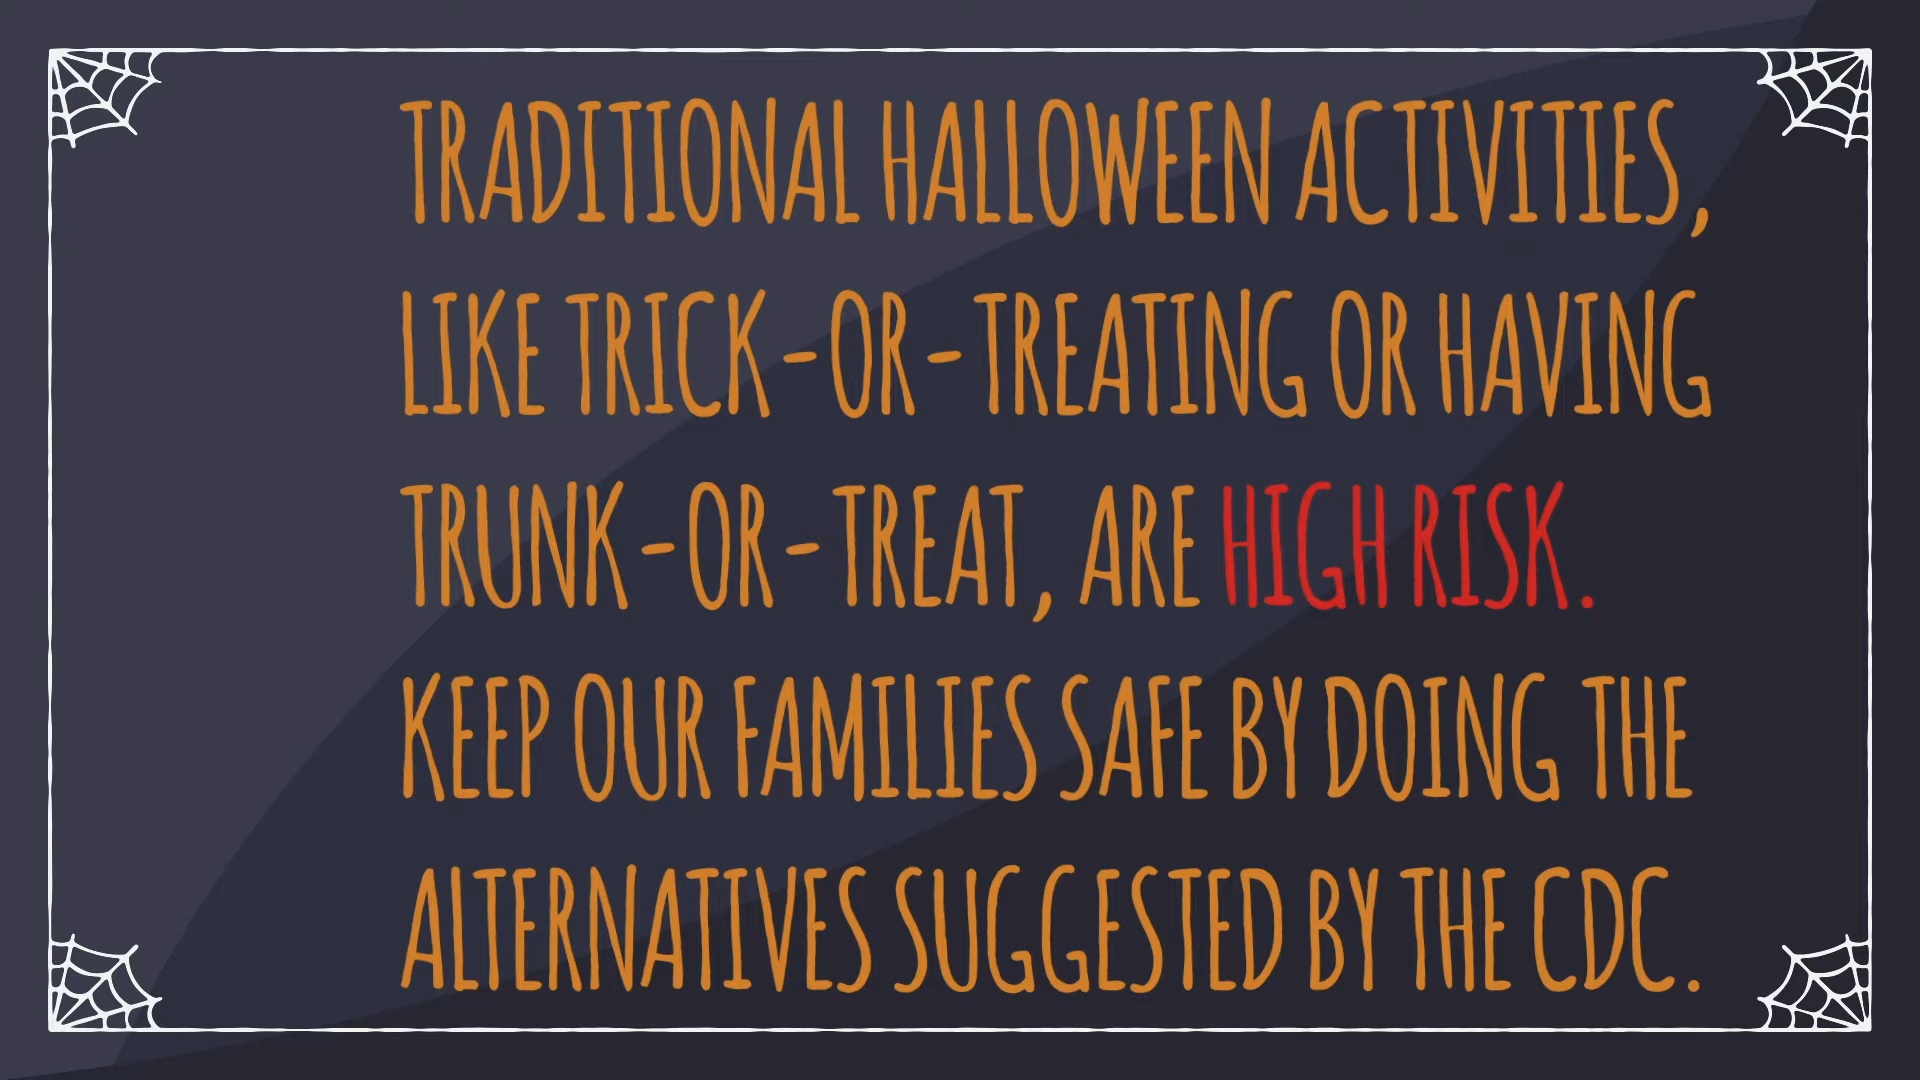 TRADITIONAL HALLOWEEN ACTIVITIES,
LIKE TRICK-OR-TREATING OR HAVING
TRUNK-OR-TREAT, ARE HIGH RISK.
KEEP OUR FAMILIES SAFE BY DOING THE
ALTERNATIVES SUGGESTED BY THE CDC.